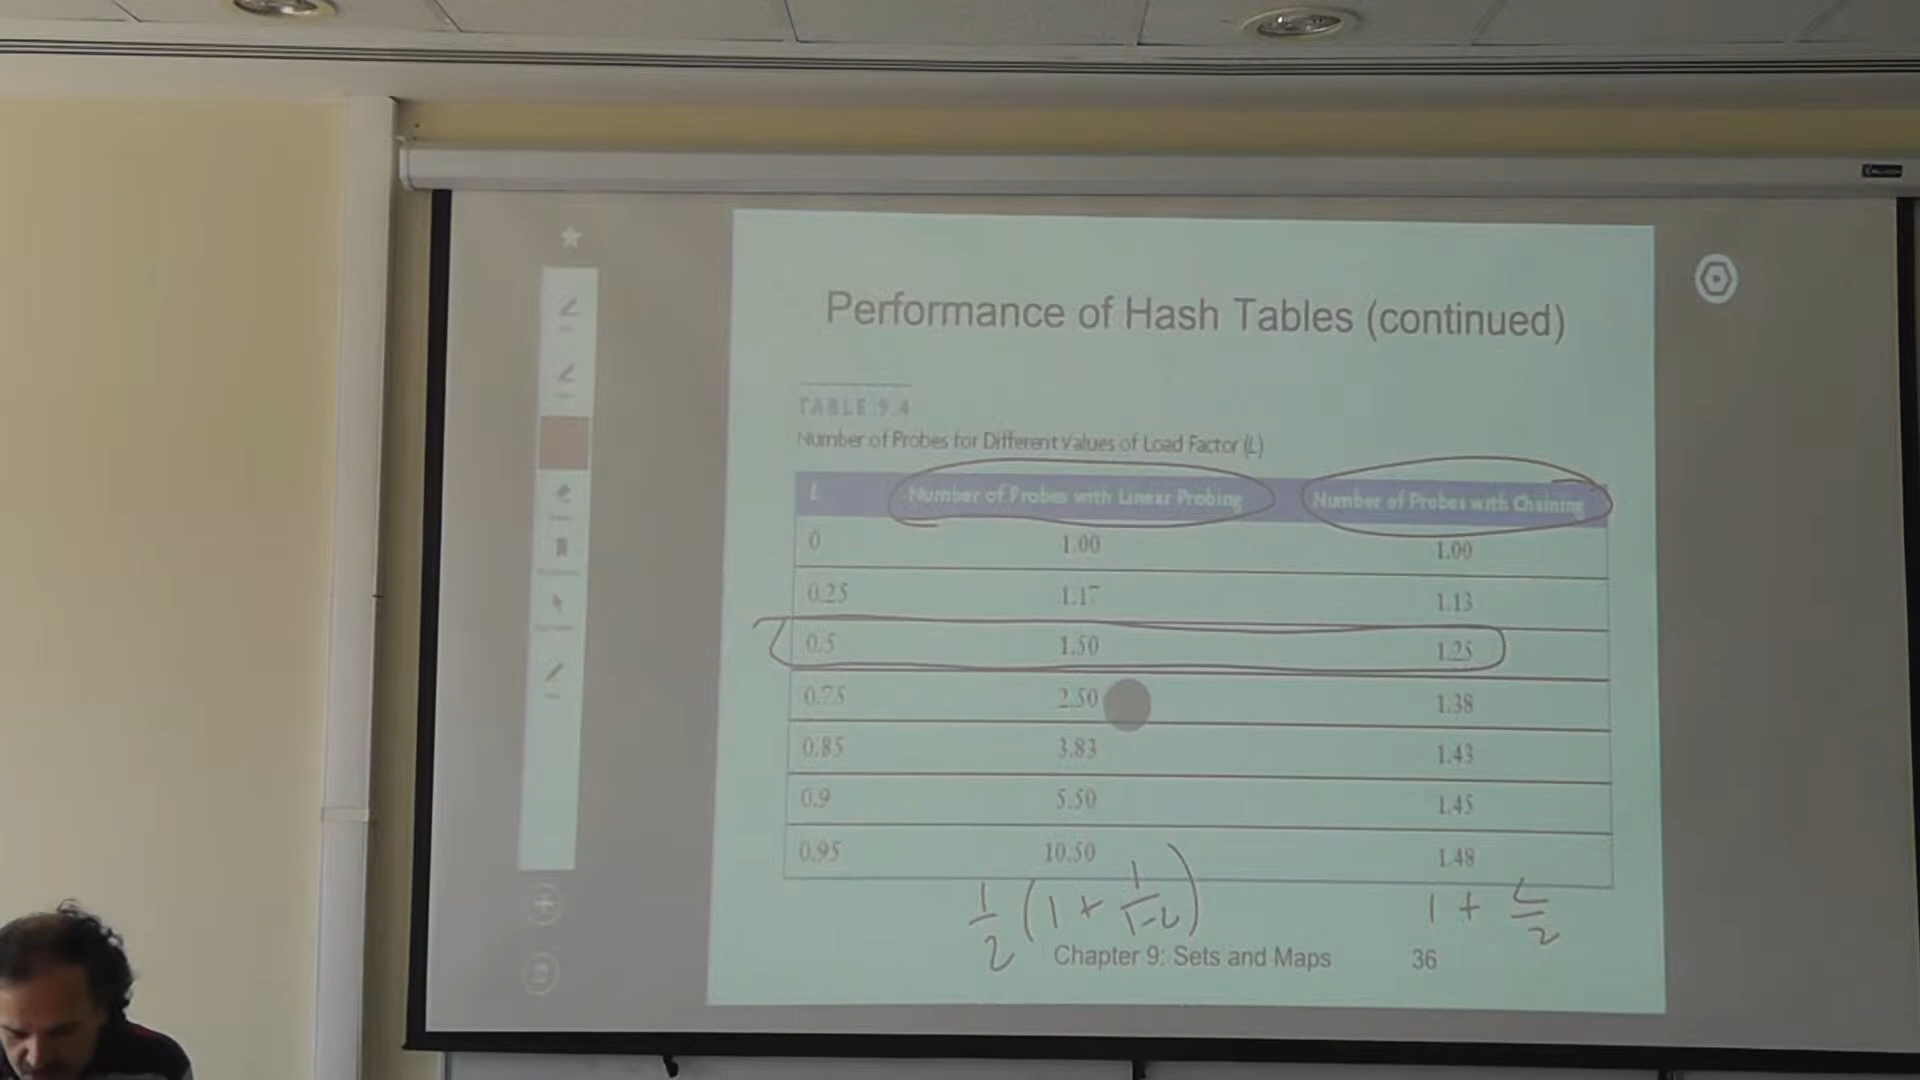 Performance of Hash Tables (continued)
TABLE 9.4
Number of Probes for Different Values of Load Factor (L)
L Number of Probes with Linear Probing Number of Probes with Chaining
0 1.00 1.00
0.25 1.17 1.13
0.5 1.50 1.25
0.75 2.50 1.38
0.85 3.83 1.43
0.9 5.50 1.45
0.95 10.50 1.48
1/2 (1 + 1/(1-L)) 1 + L/2
Chapter 9: Sets and Maps 36